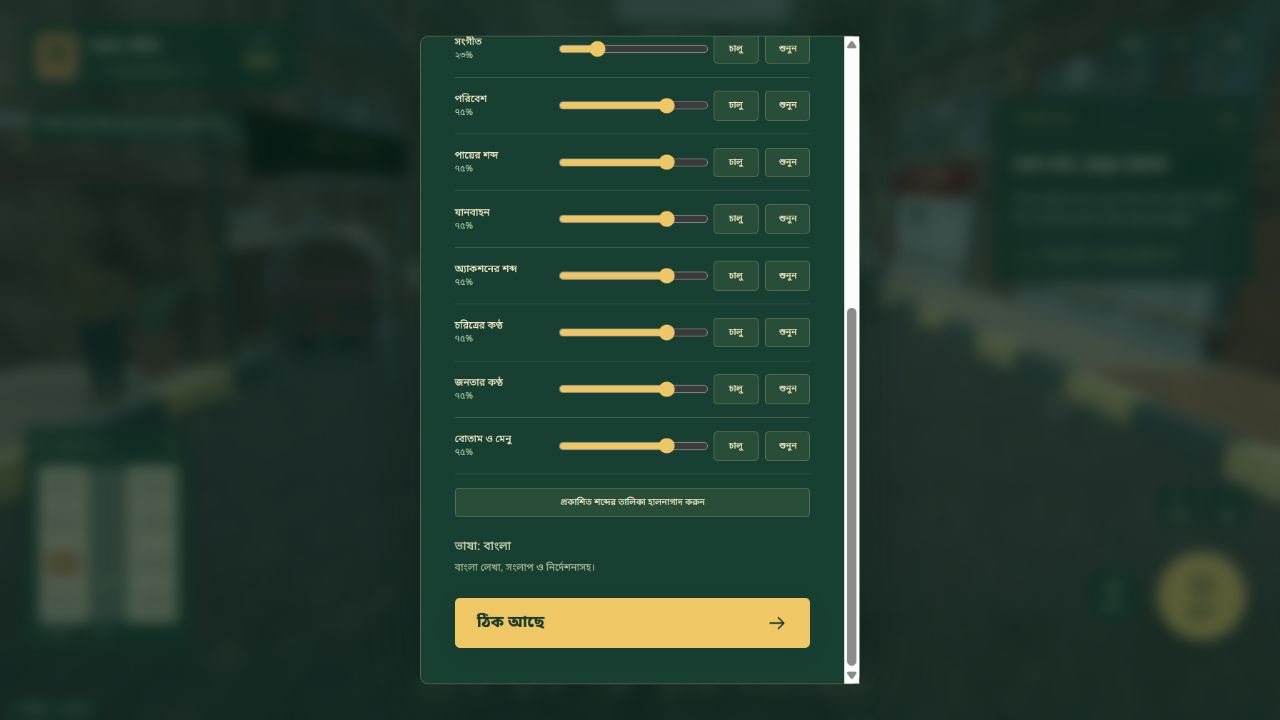 সংগীত
২৩%
চালু
শুনুন
পরিবেশ
৭৫%
চালু
শুনুন
পায়ের শব্দ
৭৫%
চালু
শুনুন
যানবাহন
৭৫%
চালু
শুনুন
অ্যাকশনের শব্দ
৭৫%
চালু
শুনুন
চরিত্রের কণ্ঠ
৭৫%
চালু
শুনুন
জনতার কণ্ঠ
৭৫%
চালু
শুনুন
বোতাম ও মেনু
৭৫%
চালু
শুনুন
প্রকাশিত শব্দের তালিকা হালনাগাদ করুন
ভাষা: বাংলা
বাংলা লেখা, সংলাপ ও নির্দেশনাসহ।
ঠিক আছে